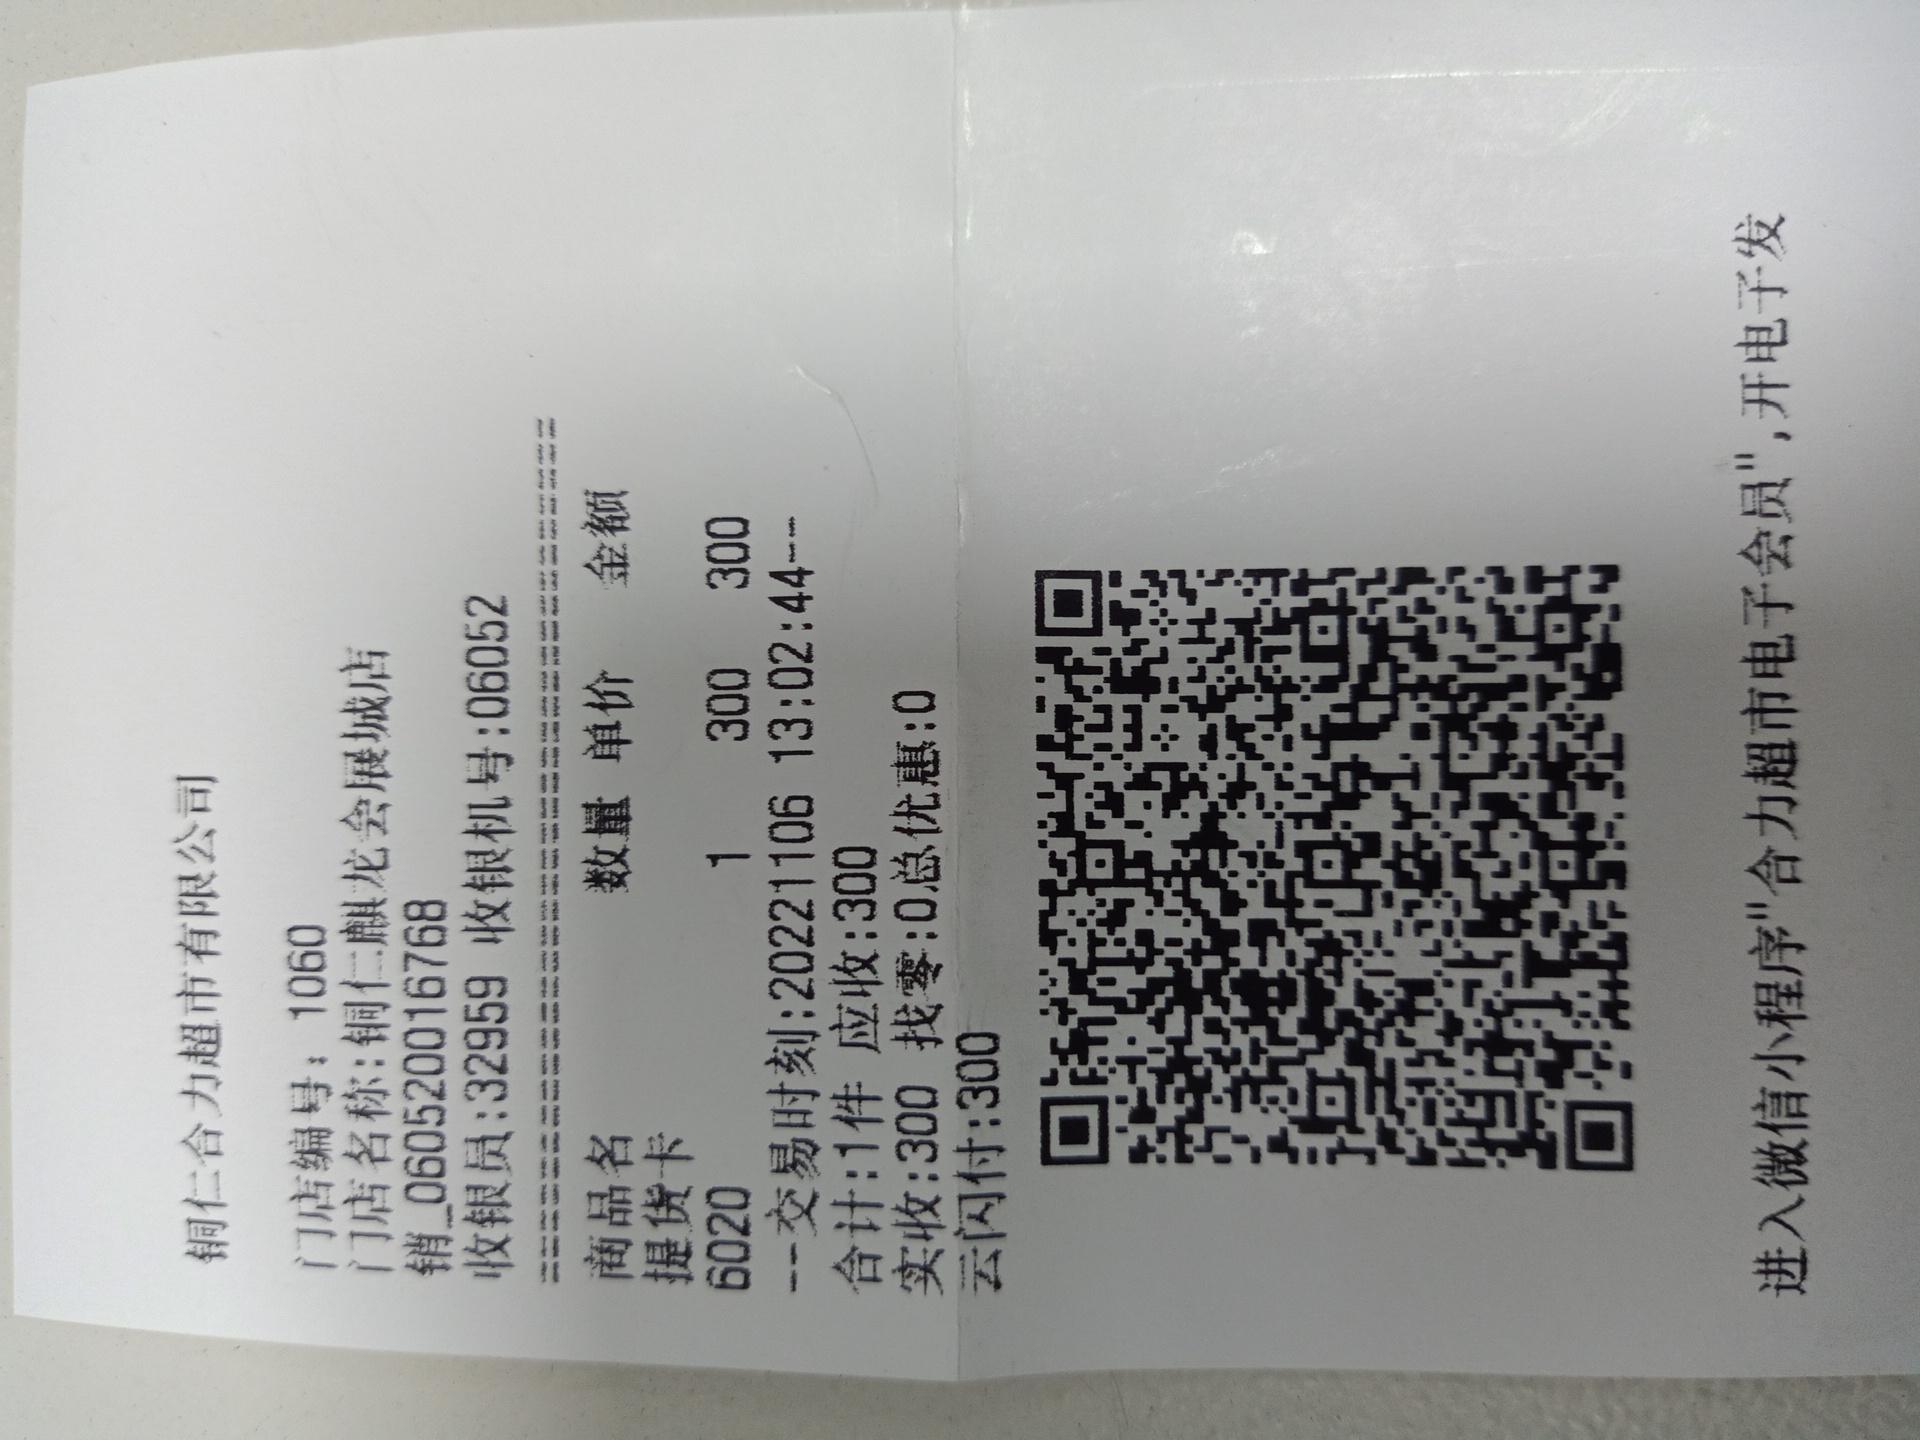 铜仁合力超市有限公司
门店编号: 1060
门店名称:铜仁麒龙会展城店
销_0605200167​68
收银员:32959 收银机号:06052
================================
商品名 数量 单价 金额
提货卡
6020 1 300 300
--交易时刻:20221106 13:02:44--
合计:1件 应收:300
实收:300 找零:0总优惠:0
云闪付:300
进入微信小程序"合力超市电子会员",开电子发